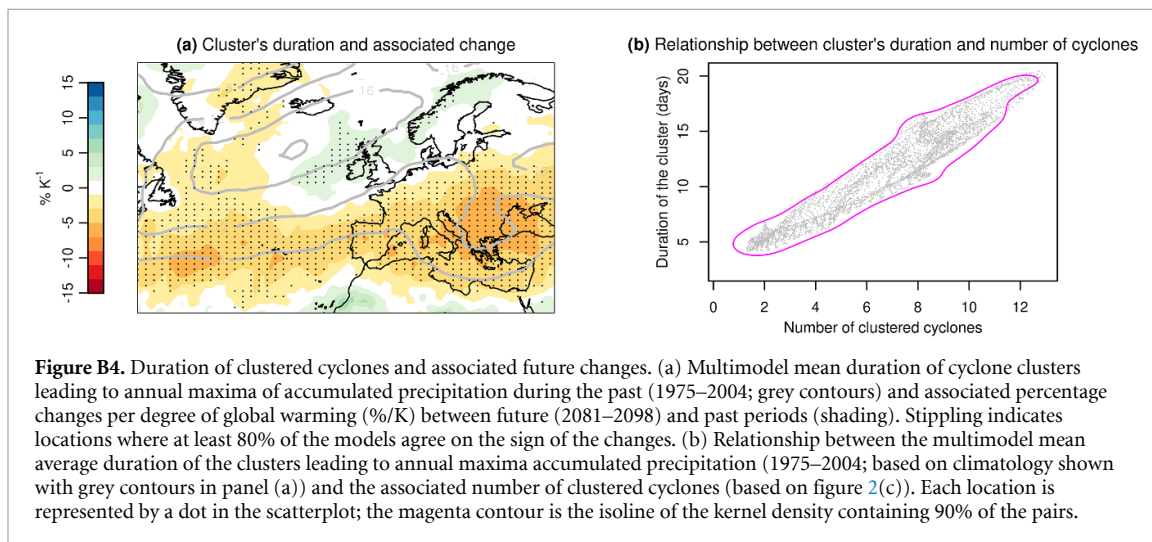 (a) Cluster's duration and associated change
15
10
5
0
−5
−10
−15
% K⁻¹
16
16
(b) Relationship between cluster's duration and number of cyclones
20
15
10
5
Duration of the cluster (days)
0 2 4 6 8 10 12
Number of clustered cyclones
Figure B4. Duration of clustered cyclones and associated future changes. (a) Multimodel mean duration of cyclone clusters
leading to annual maxima of accumulated precipitation during the past (1975–2004; grey contours) and associated percentage
changes per degree of global warming (%/K) between future (2081–2098) and past periods (shading). Stippling indicates
locations where at least 80% of the models agree on the sign of the changes. (b) Relationship between the multimodel mean
average duration of the clusters leading to annual maxima accumulated precipitation (1975–2004; based on climatology shown
with grey contours in panel (a)) and the associated number of clustered cyclones (based on figure 2(c)). Each location is
represented by a dot in the scatterplot; the magenta contour is the isoline of the kernel density containing 90% of the pairs.